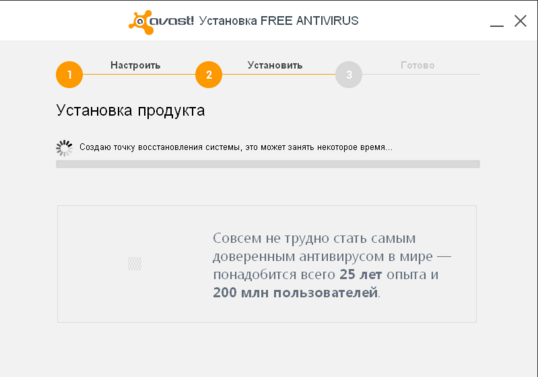 avast! Установка FREE ANTIVIRUS
Настроить Установить Готово
1 2 3
Установка продукта
Создаю точку восстановления системы, это может занять некоторое время...
Совсем не трудно стать самым
доверенным антивирусом в мире —
понадобится всего 25 лет опыта и
200 млн пользователей.